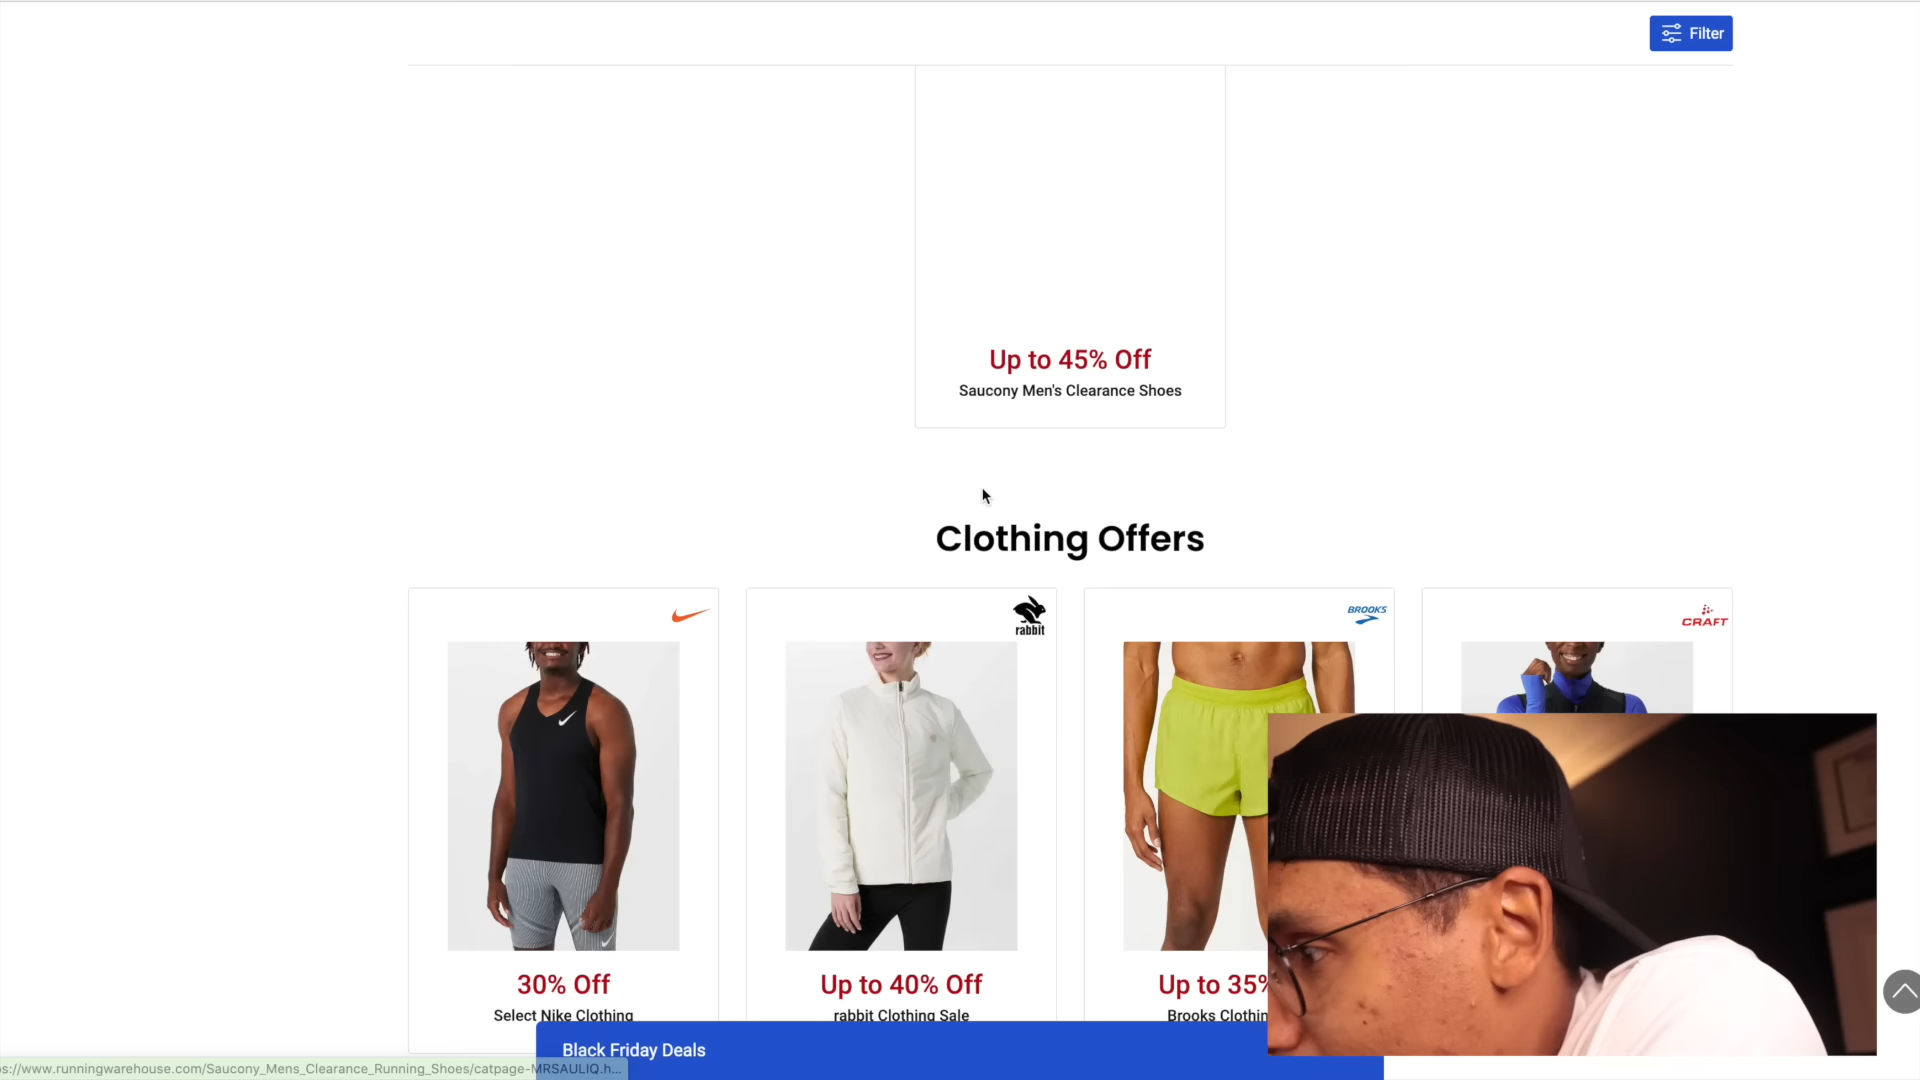 Filter
Up to 45% Off
Saucony Men's Clearance Shoes
Clothing Offers
rabbit
BROOKS
CRAFT
30% Off
Up to 40% Off
Up to 35%
Select Nike Clothing
rabbit Clothing Sale
Brooks Clothin
Black Friday Deals
s://www.runningwarehouse.com/Saucony_Mens_Clearance_Running_Shoes/catpage-MRSAULIQ.h...